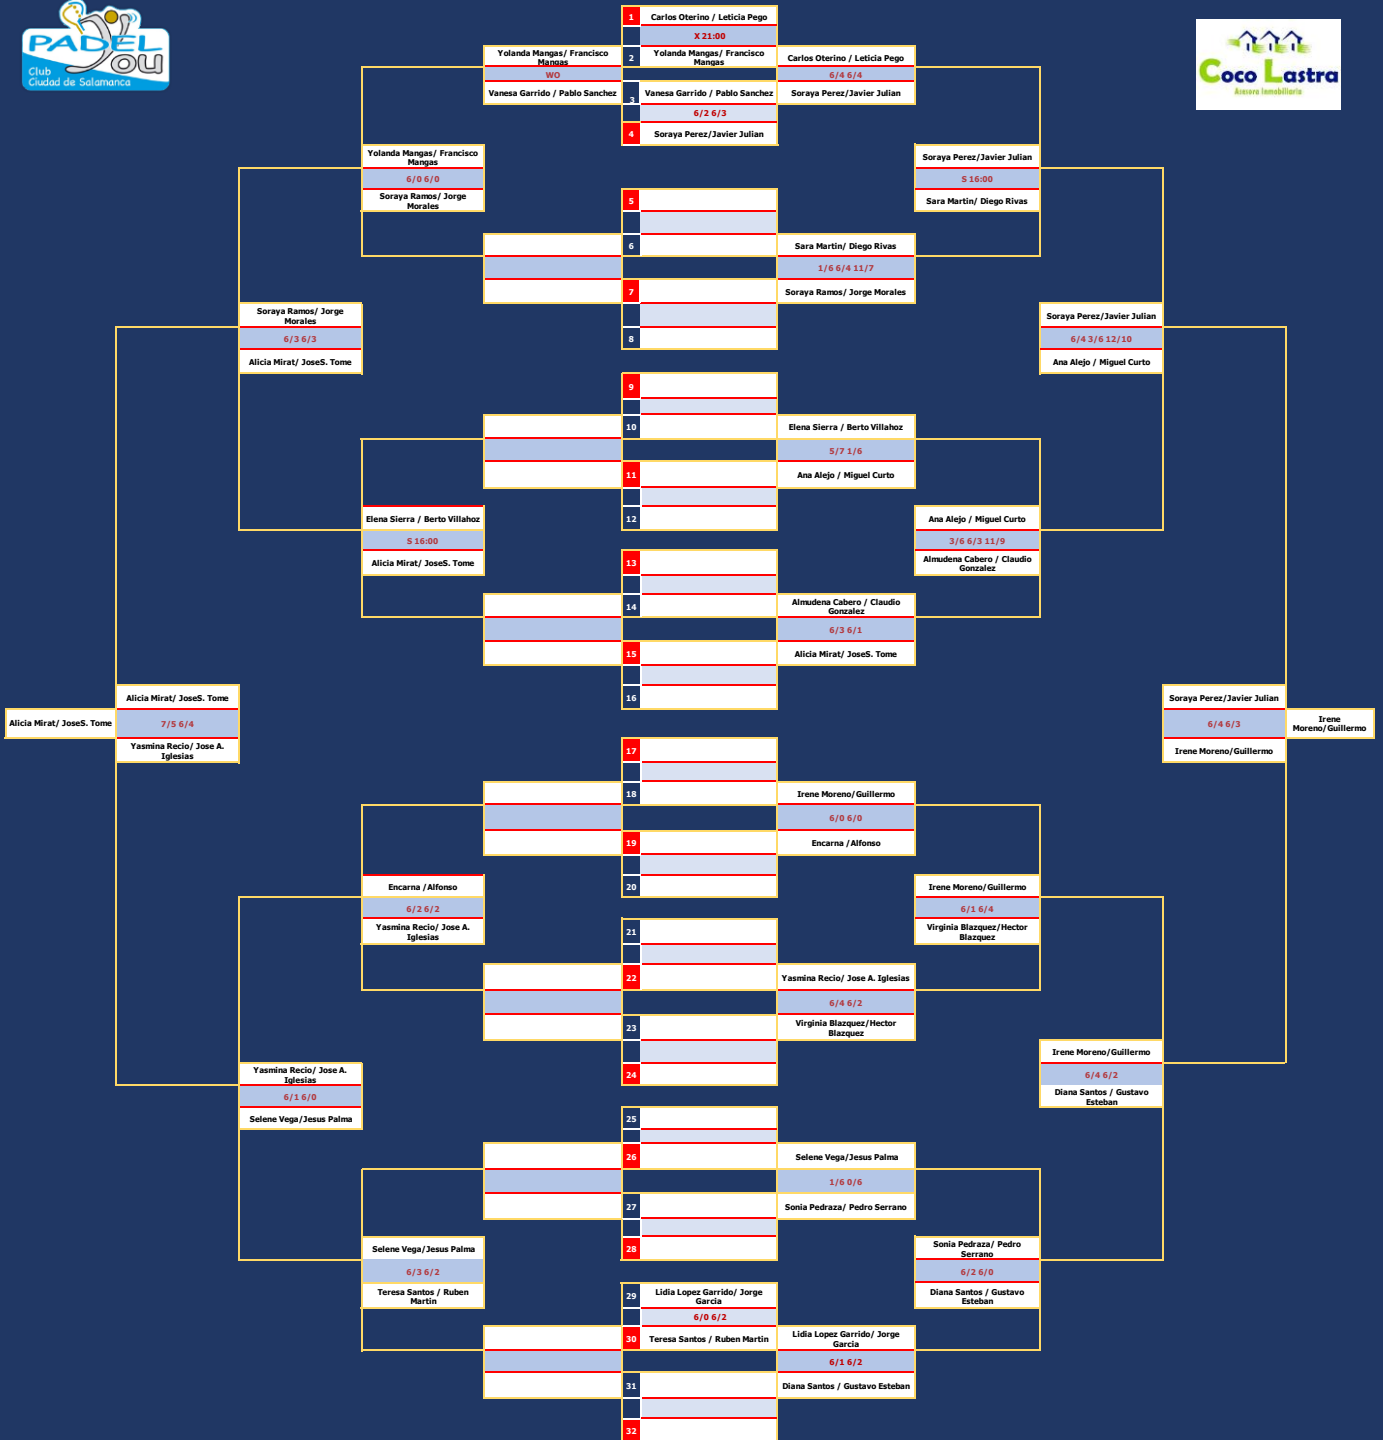 PADEL
YOU
Club
Ciudad de Salamanca
Coco Lastra
Asesora Inmobiliaria
1
Carlos Oterino / Leticia Pego
X 21:00
2
Yolanda Mangas/ Francisco
Mangas
3
Vanesa Garrido / Pablo Sanchez
6/2 6/3
4
Soraya Perez/Javier Julian
Yolanda Mangas/ Francisco
Mangas
WO
Vanesa Garrido / Pablo Sanchez
Carlos Oterino / Leticia Pego
6/4 6/4
Soraya Perez/Javier Julian
Yolanda Mangas/ Francisco
Mangas
6/0 6/0
Soraya Ramos/ Jorge
Morales
Soraya Perez/Javier Julian
S 16:00
Sara Martin/ Diego Rivas
5
6
7
8
Sara Martin/ Diego Rivas
1/6 6/4 11/7
Soraya Ramos/ Jorge Morales
Soraya Ramos/ Jorge
Morales
6/3 6/3
Alicia Mirat/ JoseS. Tome
Soraya Perez/Javier Julian
6/4 3/6 12/10
Ana Alejo / Miguel Curto
9
10
11
12
Elena Sierra / Berto Villahoz
5/7 1/6
Ana Alejo / Miguel Curto
Elena Sierra / Berto Villahoz
S 16:00
Alicia Mirat/ JoseS. Tome
Ana Alejo / Miguel Curto
3/6 6/3 11/9
Almudena Cabero / Claudio
Gonzalez
13
14
15
16
Almudena Cabero / Claudio
Gonzalez
6/3 6/1
Alicia Mirat/ JoseS. Tome
Alicia Mirat/ JoseS. Tome
Alicia Mirat/ JoseS. Tome
7/5 6/4
Yasmina Recio/ Jose A.
Iglesias
Soraya Perez/Javier Julian
6/4 6/3
Irene Moreno/Guillermo
Irene
Moreno/Guillermo
17
18
19
20
Irene Moreno/Guillermo
6/0 6/0
Encarna /Alfonso
Encarna /Alfonso
6/2 6/2
Yasmina Recio/ Jose A.
Iglesias
Irene Moreno/Guillermo
6/1 6/4
Virginia Blazquez/Hector
Blazquez
21
22
23
24
Yasmina Recio/ Jose A. Iglesias
6/4 6/2
Virginia Blazquez/Hector
Blazquez
Yasmina Recio/ Jose A.
Iglesias
6/1 6/0
Selene Vega/Jesus Palma
Irene Moreno/Guillermo
6/4 6/2
Diana Santos / Gustavo
Esteban
25
26
27
28
Selene Vega/Jesus Palma
1/6 0/6
Sonia Pedraza/ Pedro Serrano
Selene Vega/Jesus Palma
6/3 6/2
Teresa Santos / Ruben
Martin
Sonia Pedraza/ Pedro
Serrano
6/2 6/0
Diana Santos / Gustavo
Esteban
29
Lidia Lopez Garrido/ Jorge
Garcia
6/0 6/2
30
Teresa Santos / Ruben Martin
31
32
Lidia Lopez Garrido/ Jorge
Garcia
6/1 6/2
Diana Santos / Gustavo Esteban